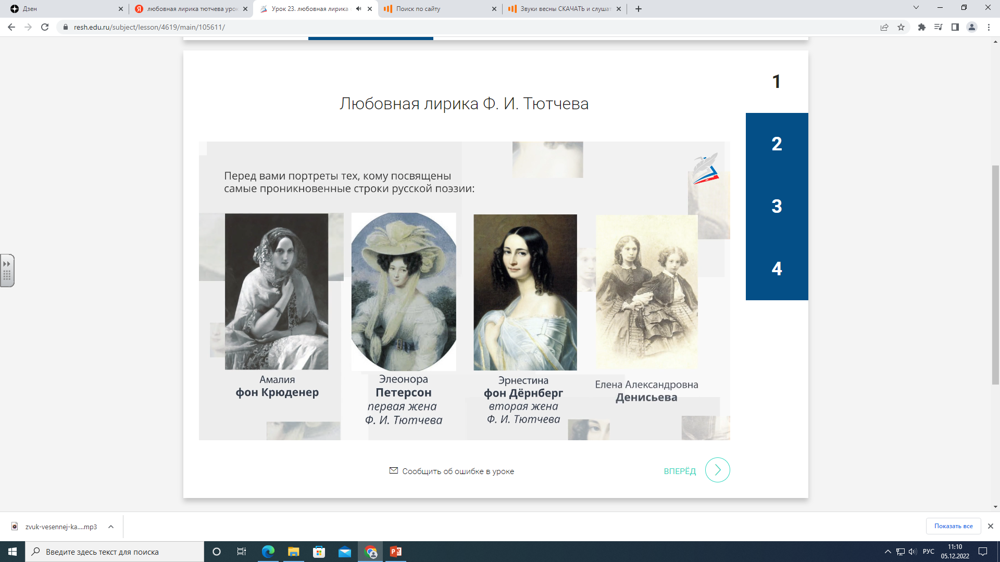 Дзен
любовная лирика тютчева урок
Урок 23. любовная лирика
Поиск по сайту
Звуки весны СКАЧАТЬ и слушат
resh.edu.ru/subject/lesson/4619/main/105611/
Любовная лирика Ф. И. Тютчева
1
2
3
4
Перед вами портреты тех, кому посвящены
самые проникновенные строки русской поэзии:
Амалия
фон Крюденер
Элеонора
Петерсон
первая жена
Ф. И. Тютчева
Эрнестина
фон Дёрнберг
вторая жена
Ф. И. Тютчева
Елена Александровна
Денисьева
Сообщить об ошибке в уроке
ВПЕРЁД
zvuk-vesennej-ka....mp3
Показать все
Введите здесь текст для поиска
РУС
11:10
05.12.2022